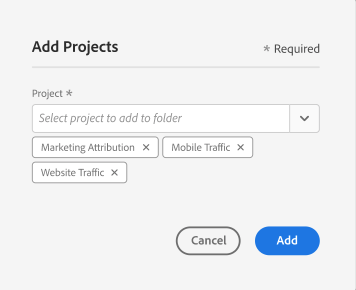 Add Projects
* Required
Project *
Select project to add to folder
Marketing Attribution ×
Mobile Traffic ×
Website Traffic ×
Cancel
Add